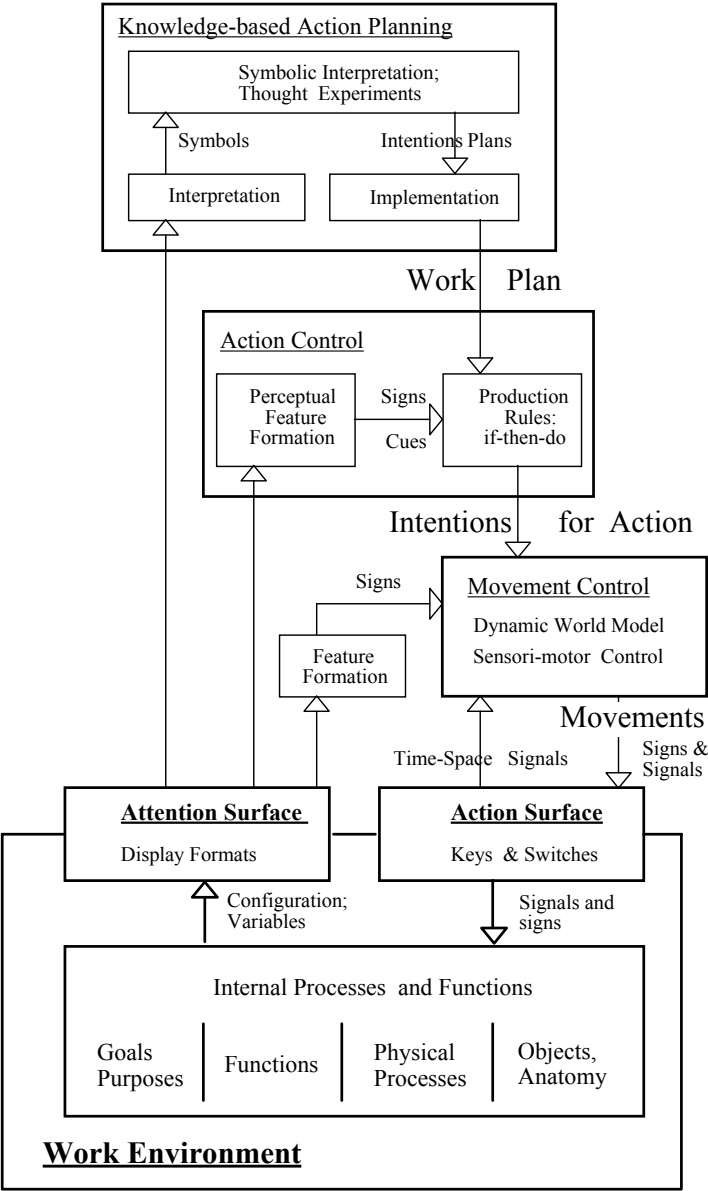 Knowledge-based Action Planning
Symbolic Interpretation;
Thought Experiments
Symbols
Intentions Plans
Interpretation
Implementation
Work Plan
Action Control
Perceptual
Feature
Formation
Signs
Cues
Production
Rules:
if-then-do
Intentions for Action
Signs
Movement Control
Dynamic World Model
Sensori-motor Control
Feature
Formation
Movements
Time-Space Signals
Signs &
Signals
Attention Surface
Display Formats
Action Surface
Keys & Switches
Configuration;
Variables
Signals and
signs
Internal Processes and Functions
Goals
Purposes
Functions
Physical
Processes
Objects,
Anatomy
Work Environment